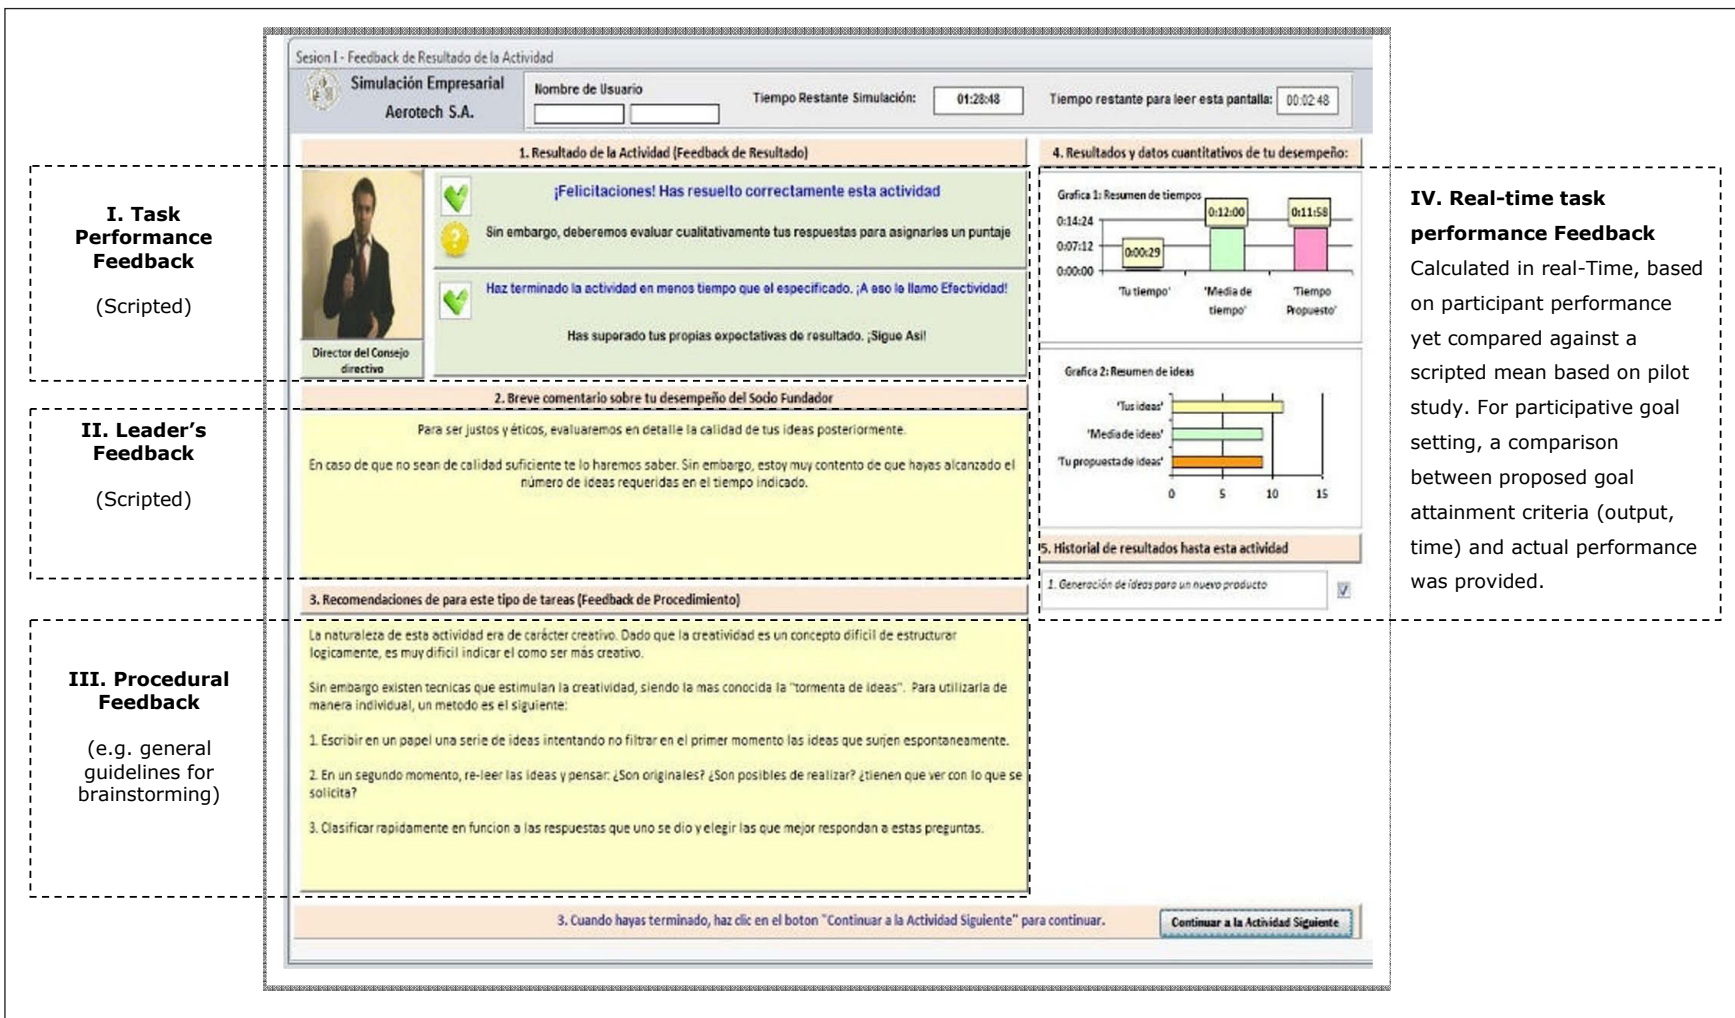 Sesion I - Feedback de Resultado de la Actividad
Simulación Empresarial
Aerotech S.A.
Nombre de Usuario
Tiempo Restante Simulación:
01:28:48
Tiempo restante para leer esta pantalla:
00:02:48
I. Task
Performance
Feedback
(Scripted)
1. Resultado de la Actividad (Feedback de Resultado)
¡Felicitaciones! Has resuelto correctamente esta actividad
Sin embargo, deberemos evaluar cualitativamente tus respuestas para asignarles un puntaje
Haz terminado la actividad en menos tiempo que el especificado. ¡A eso le llamo Efectividad!
Has superado tus propias expectativas de resultado. ¡Sigue Asi!
Director del Consejo
directivo
II. Leader’s
Feedback
(Scripted)
2. Breve comentario sobre tu desempeño del Socio Fundador
Para ser justos y éticos, evaluaremos en detalle la calidad de tus ideas posteriormente.
En caso de que no sean de calidad suficiente te lo haremos saber. Sin embargo, estoy muy contento de que hayas alcanzado el
número de ideas requeridas en el tiempo indicado.
III. Procedural
Feedback
(e.g. general
guidelines for
brainstorming)
3. Recomendaciones de para este tipo de tareas (Feedback de Procedimiento)
La naturaleza de esta actividad era de carácter creativo. Dado que la creatividad es un concepto dificil de estructurar
logicamente, es muy dificil indicar el como ser más creativo.
Sin embargo existen tecnicas que estimulan la creatividad, siendo la mas conocida la "tormenta de ideas". Para utilizarla de
manera individual, un metodo es el siguiente:
1. Escribir en un papel una serie de ideas intentando no filtrar en el primer momento las ideas que surjen espontaneamente.
2. En un segundo momento, re-leer las ideas y pensar: ¿Son originales? ¿Son posibles de realizar? ¿tienen que ver con lo que se
solicita?
3. Clasificar rapidamente en funcion a las respuestas que uno se dio y elegir las que mejor respondan a estas preguntas.
4. Resultados y datos cuantitativos de tu desempeño:
Grafica 1: Resumen de tiempos
0:14:24
0:07:12
0:00:00
0:00:29
0:12:00
0:11:58
'Tu tiempo'
'Media de
tiempo'
'Tiempo
Propuesto'
Grafica 2: Resumen de ideas
'Tus ideas'
'Media de ideas'
'Tu propuesta de ideas'
0 5 10 15
5. Historial de resultados hasta esta actividad
1. Generación de ideas para un nuevo producto
IV. Real-time task
performance Feedback
Calculated in real-Time, based
on participant performance
yet compared against a
scripted mean based on pilot
study. For participative goal
setting, a comparison
between proposed goal
attainment criteria (output,
time) and actual performance
was provided.
3. Cuando hayas terminado, haz clic en el boton "Continuar a la Actividad Siguiente" para continuar.
Continuar a la Actividad Siguiente